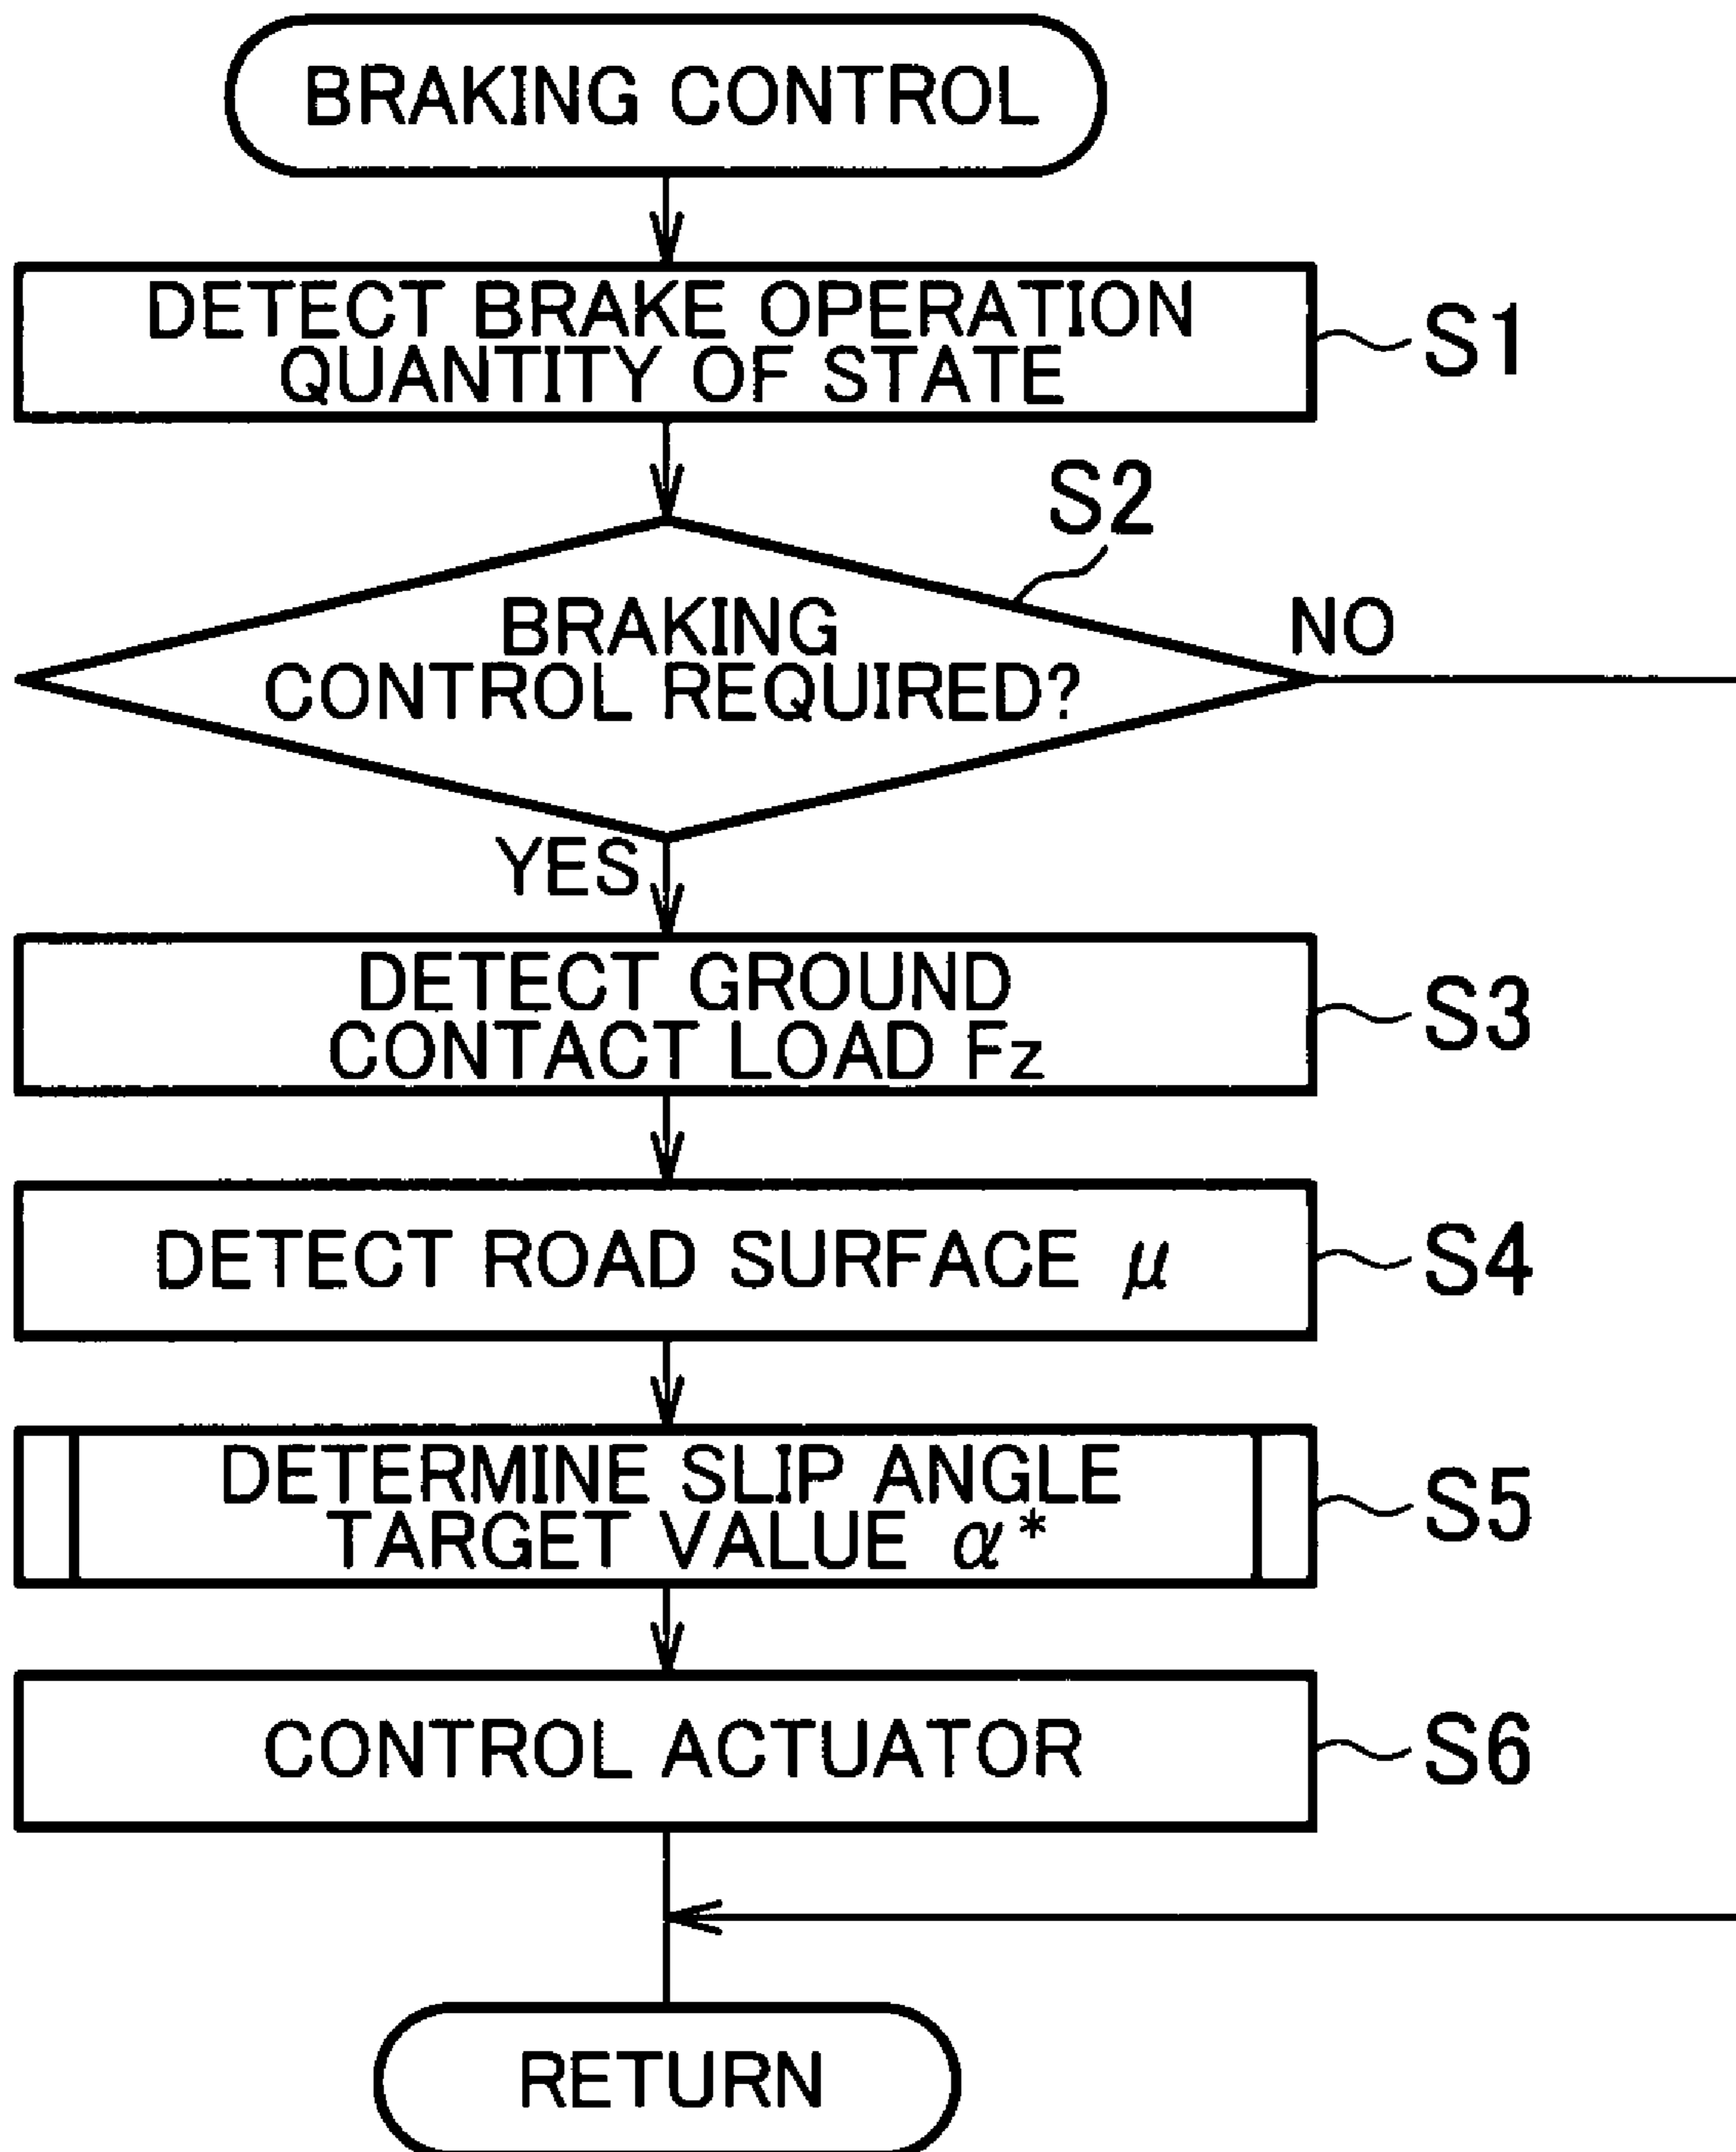 BRAKING CONTROL
DETECT BRAKE OPERATION
QUANTITY OF STATE
S1
S2
BRAKING
CONTROL REQUIRED?
NO
YES
DETECT GROUND
CONTACT LOAD Fz
S3
DETECT ROAD SURFACE μ
S4
DETERMINE SLIP ANGLE
TARGET VALUE α*
S5
CONTROL ACTUATOR
S6
RETURN